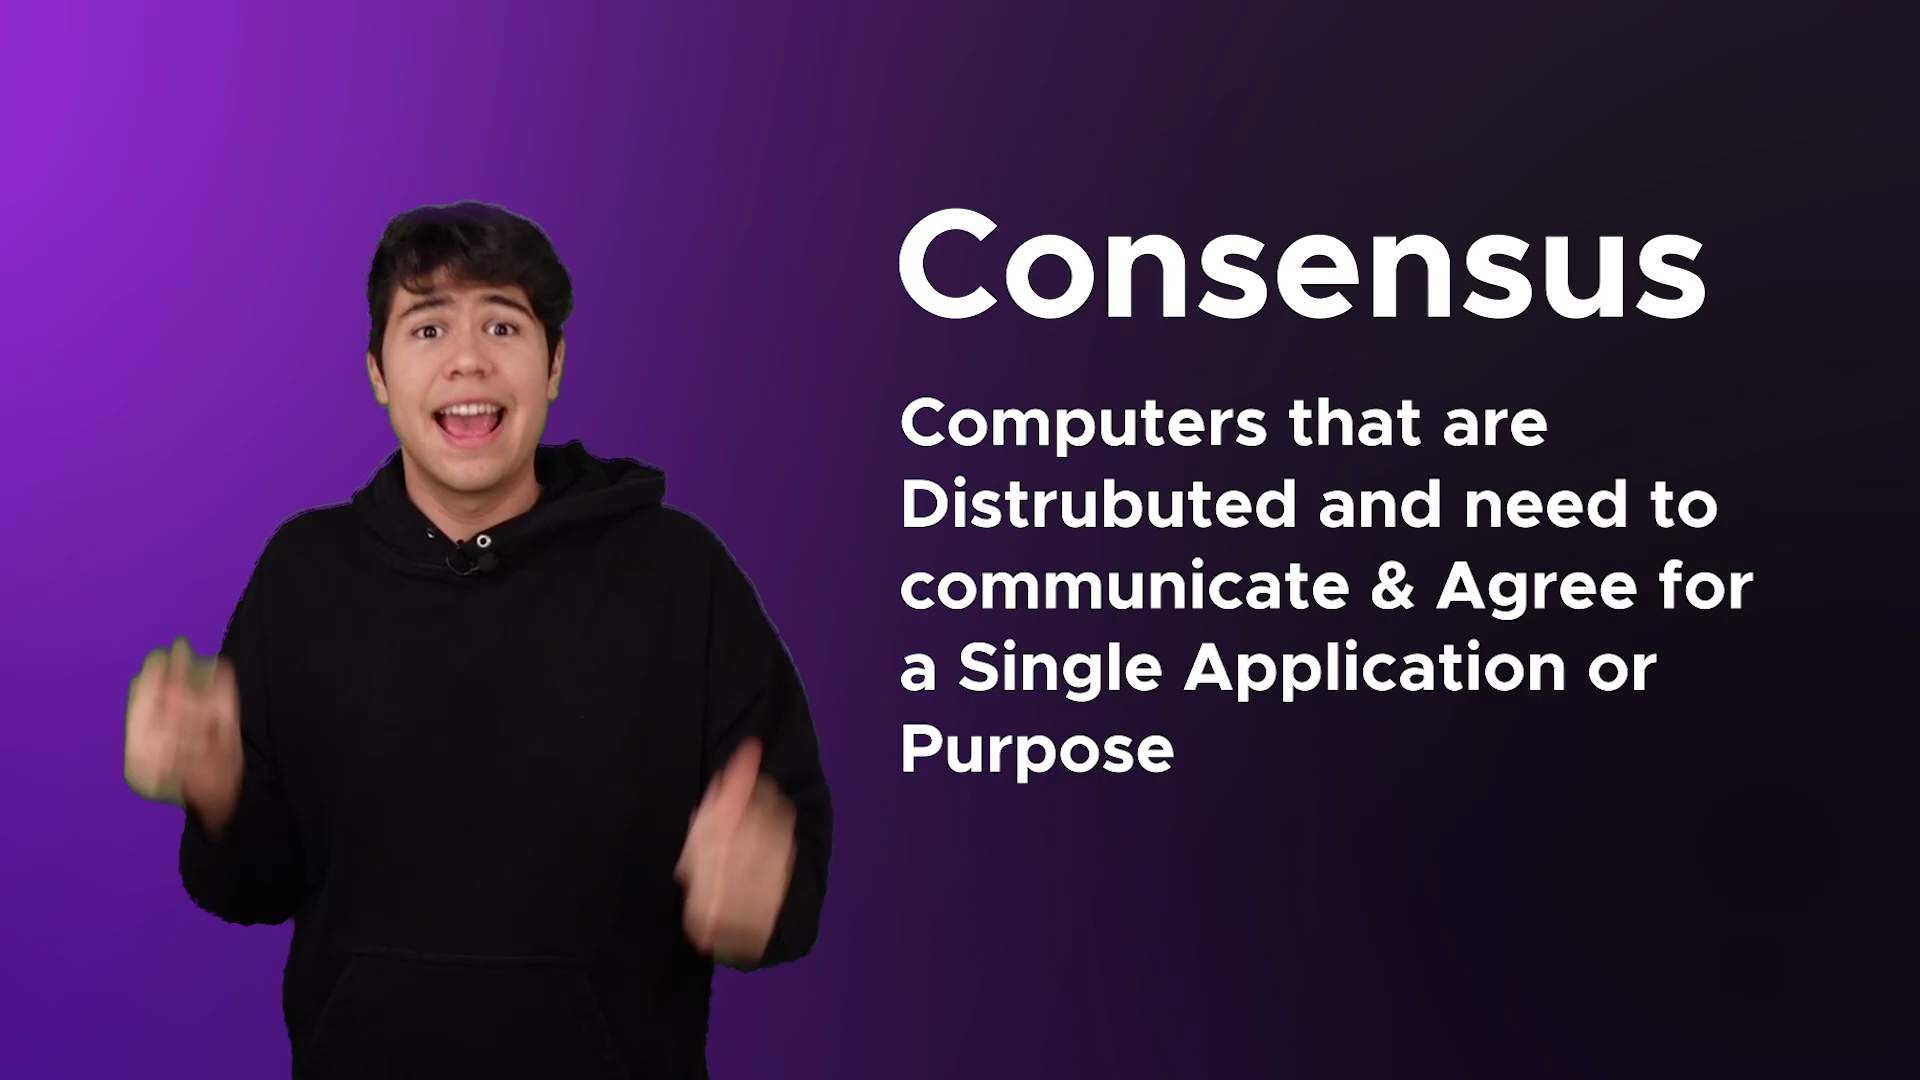 Consensus
Computers that are
Distrubuted and need to
communicate & Agree for
a Single Application or
Purpose